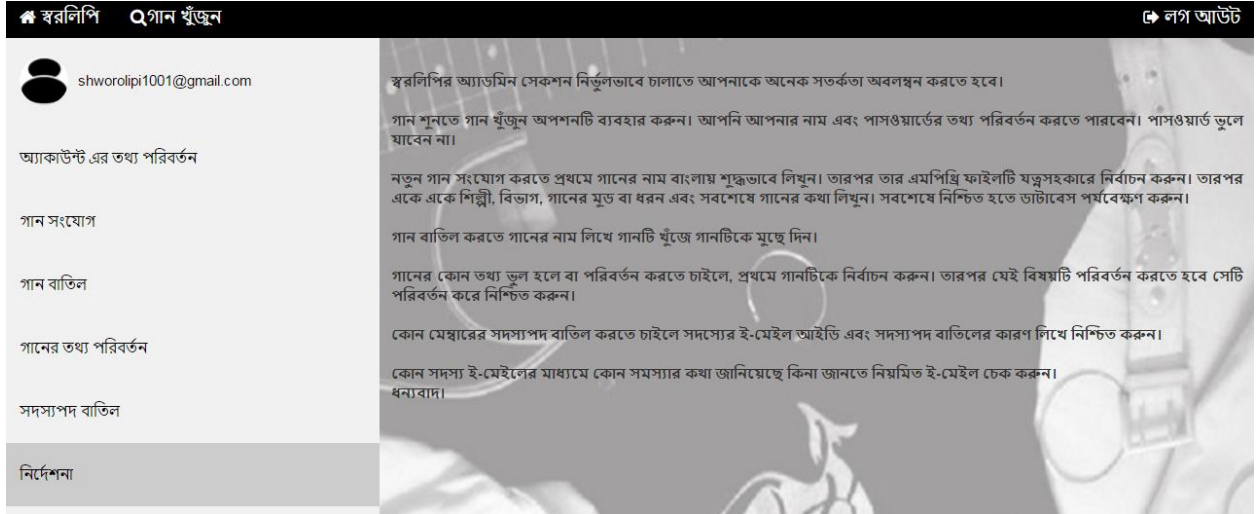 স্বরলিপি গান খুঁজুন লগ আউট
shworolipi1001@gmail.com
অ্যাকাউন্ট এর তথ্য পরিবর্তন
গান সংযোগ
গান বাতিল
গানের তথ্য পরিবর্তন
সদস্যপদ বাতিল
নির্দেশনা
স্বরলিপির অ্যাডমিন সেকশন নির্ভুলভাবে চালাতে আপনাকে অনেক সতর্কতা অবলম্বন করতে হবে।
গান শুনতে গান খুঁজুন অপশনটি ব্যবহার করুন। আপনি আপনার নাম এবং পাসওয়ার্ডের তথ্য পরিবর্তন করতে পারবেন। পাসওয়ার্ড ভুলে
যাবেন না।
নতুন গান সংযোগ করতে প্রথমে গানের নাম বাংলায় শুদ্ধভাবে লিখুন। তারপর তার এমপিথ্রি ফাইলটি যত্নসহকারে নির্বাচন করুন। তারপর
একে একে শিল্পী, বিভাগ, গানের মুড বা ধরন এবং সবশেষে গানের কথা লিখুন। সবশেষে নিশ্চিত হতে ডাটাবেস পর্যবেক্ষণ করুন।
গান বাতিল করতে গানের নাম লিখে গানটি খুঁজে গানটিকে মুছে দিন।
গানের কোন তথ্য ভুল হলে বা পরিবর্তন করতে চাইলে, প্রথমে গানটিকে নির্বাচন করুন। তারপর যেই বিষয়টি পরিবর্তন করতে হবে সেটি
পরিবর্তন করে নিশ্চিত করুন।
কোন মেম্বারের সদস্যপদ বাতিল করতে চাইলে সদস্যের ই-মেইল আইডি এবং সদস্যপদ বাতিলের কারণ লিখে নিশ্চিত করুন।
কোন সদস্য ই-মেইলের মাধ্যমে কোন সমস্যার কথা জানিয়েছে কিনা জানতে নিয়মিত ই-মেইল চেক করুন।
ধন্যবাদ।